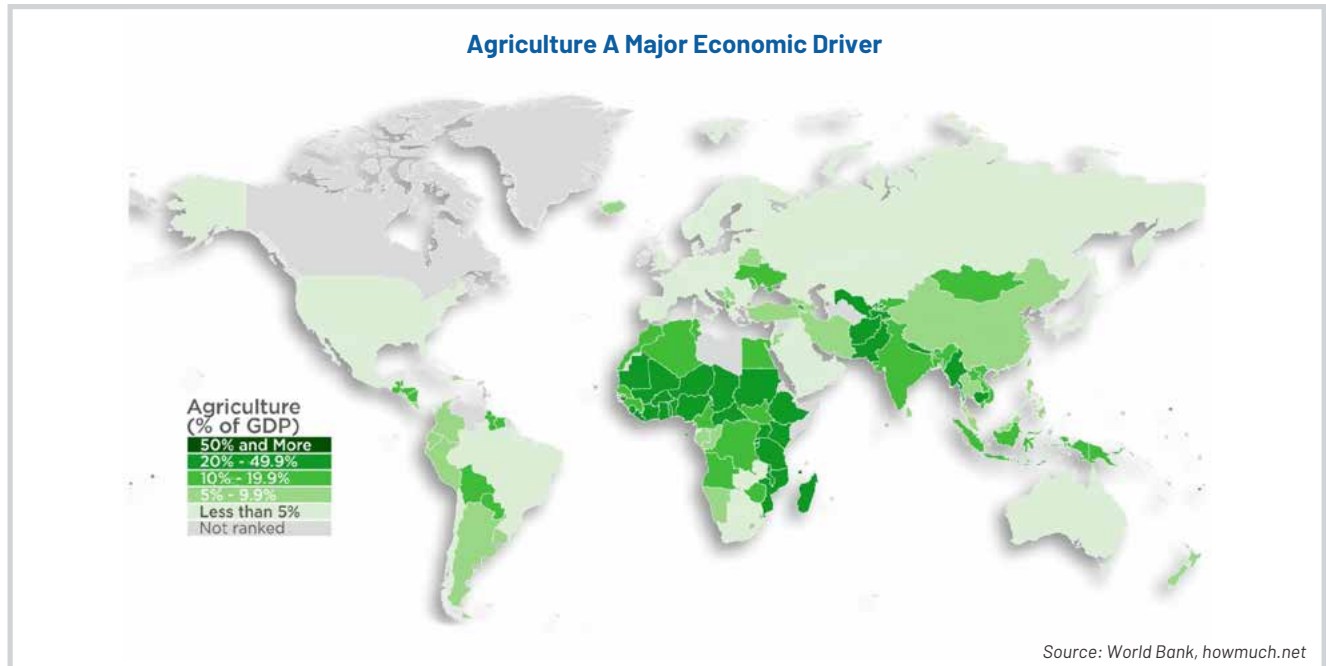 Agriculture A Major Economic Driver
Agriculture
(% of GDP)
50% and More
20% - 49.9%
10% - 19.9%
5% - 9.9%
Less than 5%
Not ranked
Source: World Bank, howmuch.net